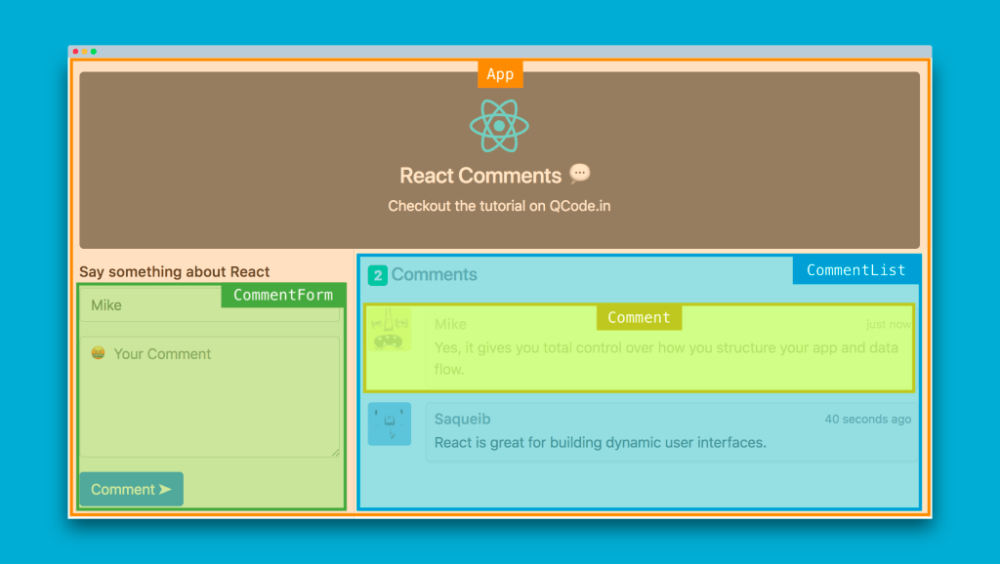 App
React Comments
Checkout the tutorial on QCode.in
Say something about React
CommentForm
Mike
Your Comment
Comment
CommentList
2 Comments
Comment
Mike
just now
Yes, it gives you total control over how you structure your app and data
flow.
Saqueib
40 seconds ago
React is great for building dynamic user interfaces.